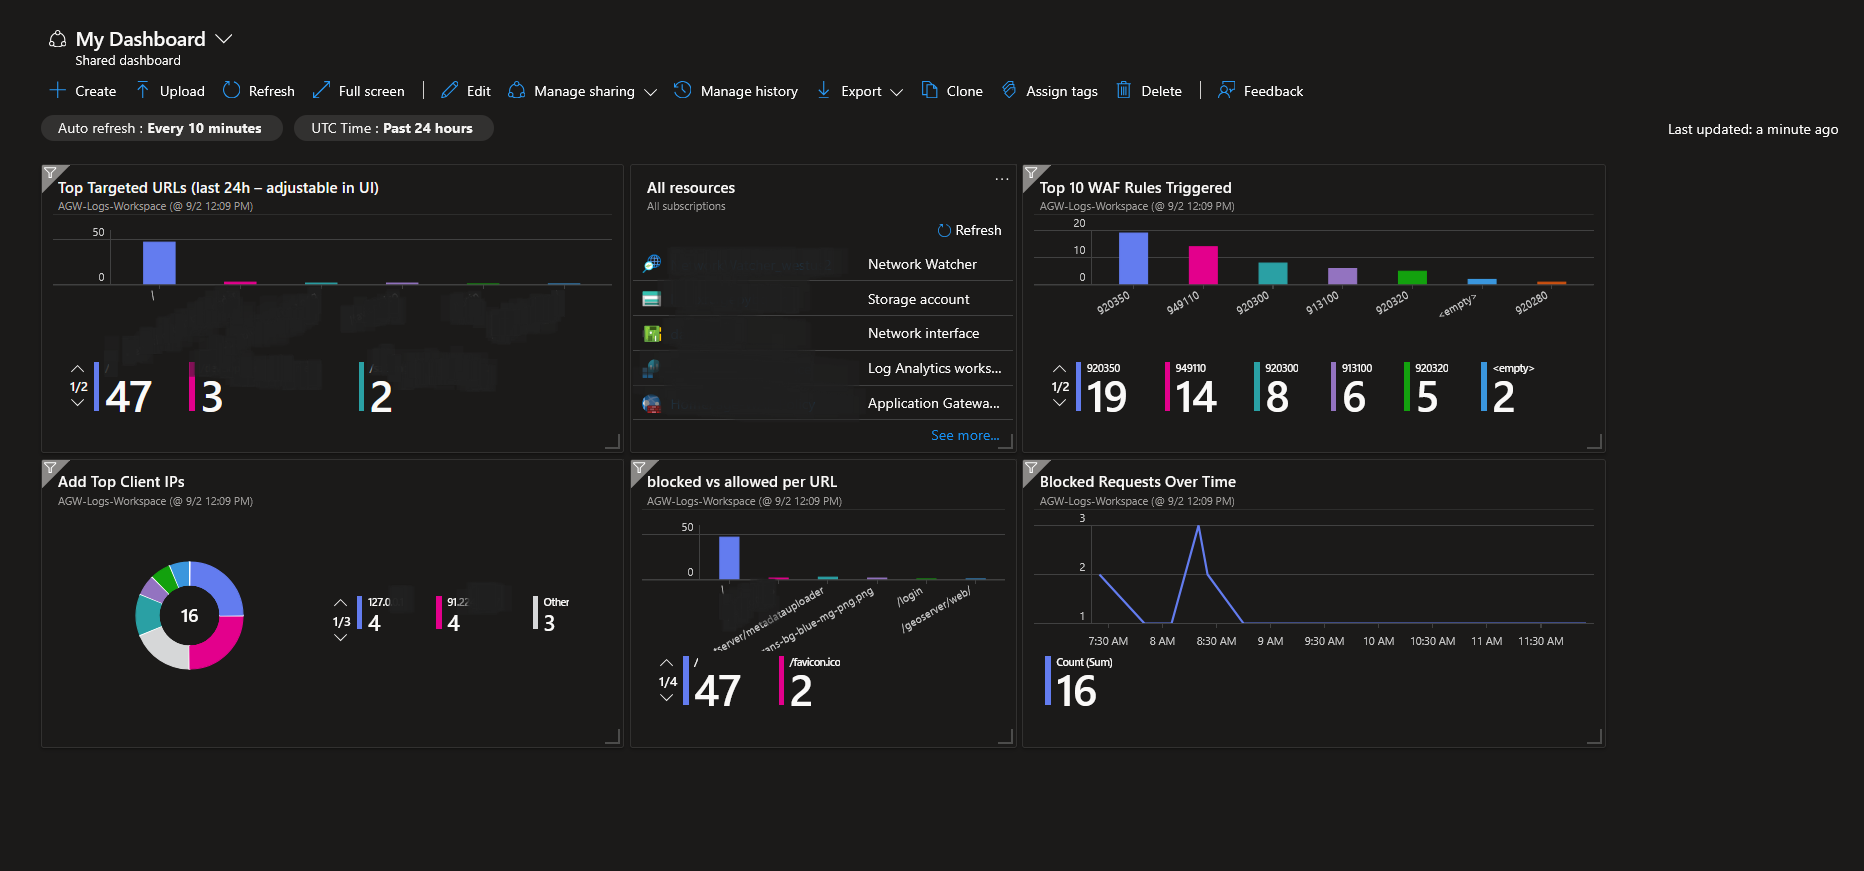 My Dashboard
Shared dashboard
Create Upload Refresh Full screen Edit Manage sharing Manage history Export Clone Assign tags Delete Feedback
Auto refresh : Every 10 minutes UTC Time : Past 24 hours Last updated: a minute ago
Top Targeted URLs (last 24h – adjustable in UI)
AGW-Logs-Workspace (@ 9/2 12:09 PM)
50
0
\
1/2
/
47
3
/
2
All resources ...
All subscriptions
Refresh
Network Watcher
Storage account
Network interface
Log Analytics works...
Application Gatewa...
See more...
Top 10 WAF Rules Triggered
AGW-Logs-Workspace (@ 9/2 12:09 PM)
20
10
0
920350 949110 920300 913100 920320 <empty> 920280
1/2
920350 949110 920300 913100 920320 <empty>
19 14 8 6 5 2
Add Top Client IPs
AGW-Logs-Workspace (@ 9/2 12:09 PM)
16
1/3
127.0 91.22 Other
4 4 3
blocked vs allowed per URL
AGW-Logs-Workspace (@ 9/2 12:09 PM)
50
0
\ server/metadatauploader ans-bg-blue-mg-png.png /login /geoserver/web/
1/4
/ /favicon.ico
47 2
Blocked Requests Over Time
AGW-Logs-Workspace (@ 9/2 12:09 PM)
3
2
1
7:30 AM 8 AM 8:30 AM 9 AM 9:30 AM 10 AM 10:30 AM 11 AM 11:30 AM
Count (Sum)
16